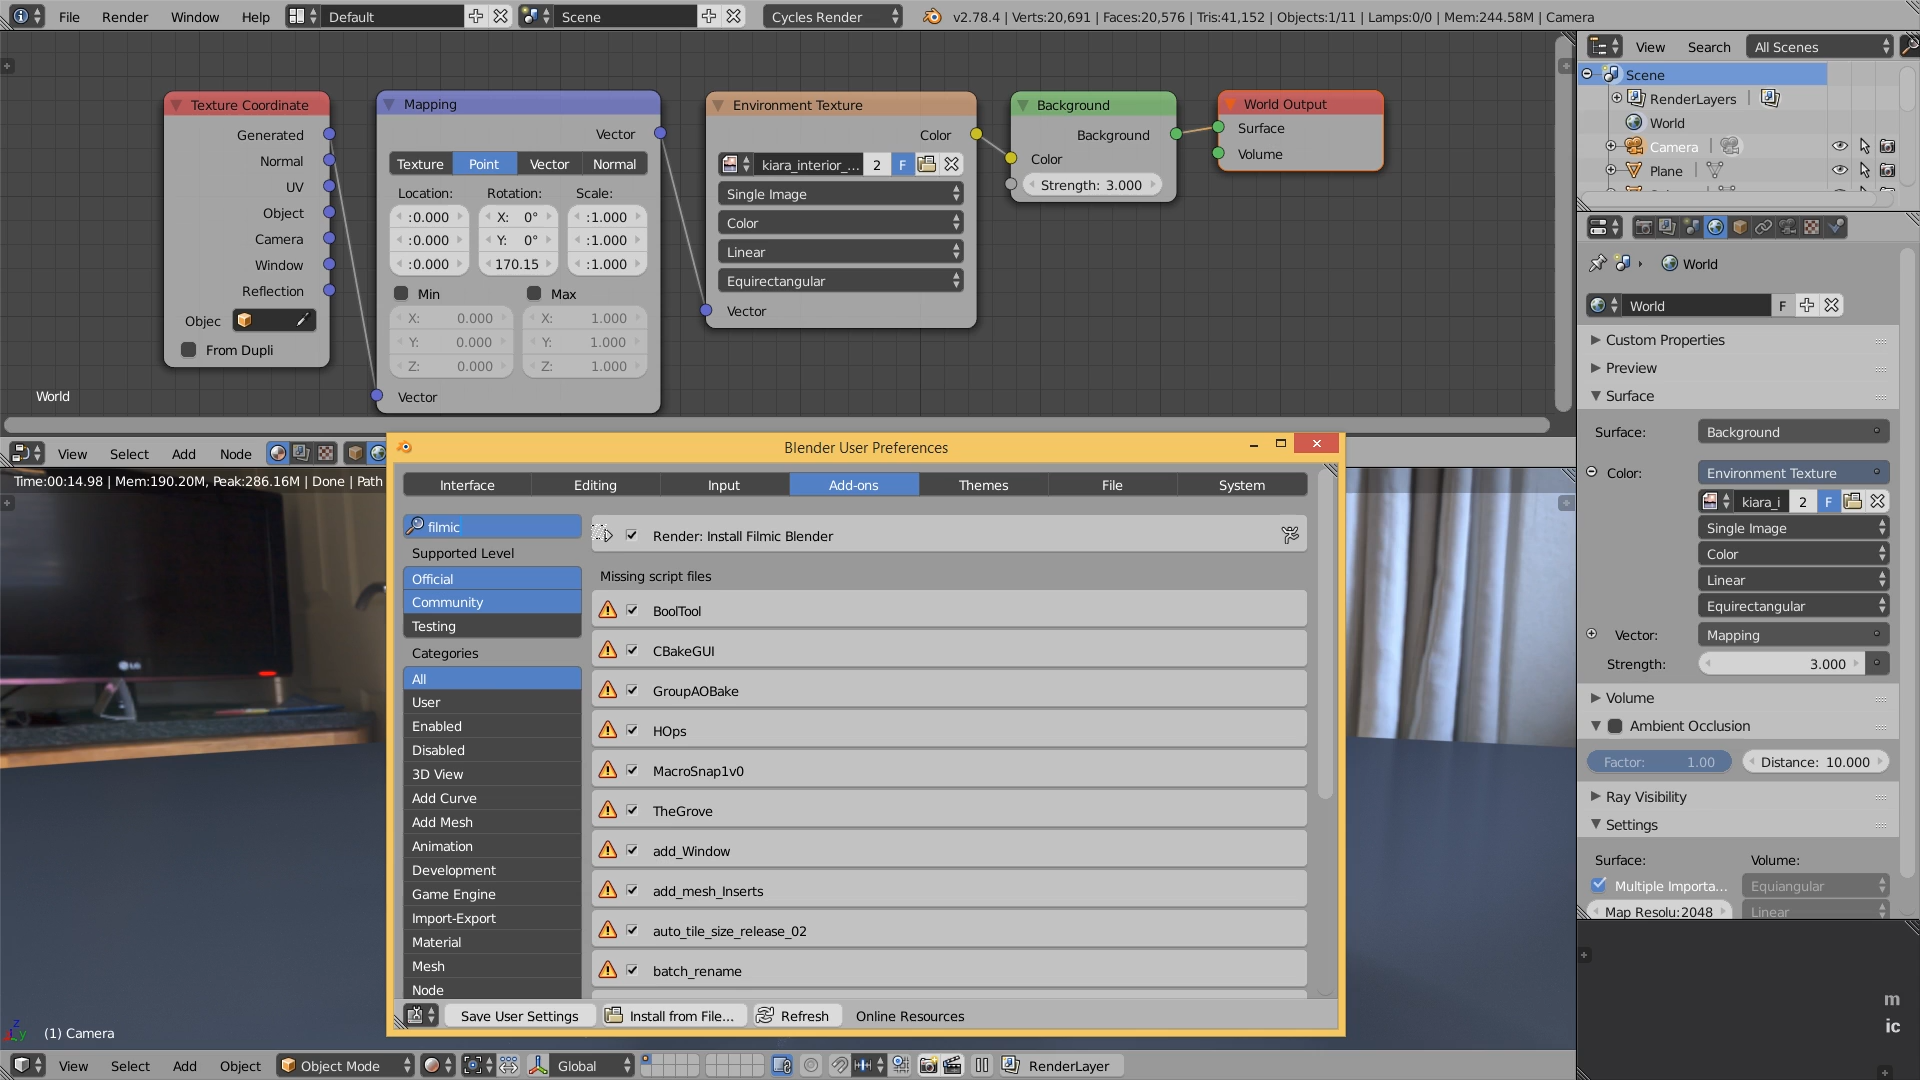 File Render Window Help Default Scene Cycles Render v2.78.4 | Verts:20,691 | Faces:20,576 | Tris:41,152 | Objects:1/11 | Lamps:0/0 | Mem:244.58M | Camera
Texture Coordinate
Generated
Normal
UV
Object
Camera
Window
Reflection
Objec
From Dupli
Mapping
Vector
Texture Point Vector Normal
Location: Rotation: Scale:
:0.000 X: 0° :1.000
:0.000 Y: 0° :1.000
:0.000 170.15 :1.000
Min Max
X: 0.000 X: 1.000
Y: 0.000 Y: 1.000
Z: 0.000 Z: 1.000
Vector
Environment Texture
Color
kiara_interior_... 2 F
Single Image
Color
Linear
Equirectangular
Vector
Background
Background
Color
Strength: 3.000
World Output
Surface
Volume
World
View Select Add Node
Time:00:14.98 | Mem:190.20M, Peak:286.16M | Done | Path
LG
(1) Camera
Blender User Preferences
Interface Editing Input Add-ons Themes File System
filmic
Supported Level
Official
Community
Testing
Categories
All
User
Enabled
Disabled
3D View
Add Curve
Add Mesh
Animation
Development
Game Engine
Import-Export
Material
Mesh
Node
Render: Install Filmic Blender
Missing script files
BoolTool
CBakeGUI
GroupAOBake
HOps
MacroSnap1v0
TheGrove
add_Window
add_mesh_Inserts
auto_tile_size_release_02
batch_rename
Save User Settings Install from File... Refresh Online Resources
z
y
View Select Add Object Object Mode Global RenderLayer
View Search All Scenes
Scene
RenderLayers |
World
Camera |
Plane |
World
World F
Custom Properties
Preview
Surface
Surface: Background
Color: Environment Texture
kiara_i 2 F
Single Image
Color
Linear
Equirectangular
Vector: Mapping
Strength: 3.000
Volume
Ambient Occlusion
Factor: 1.00 Distance: 10.000
Ray Visibility
Settings
Surface: Volume:
Multiple Importa... Equiangular
Map Resolu:2048 Linear
m
ic